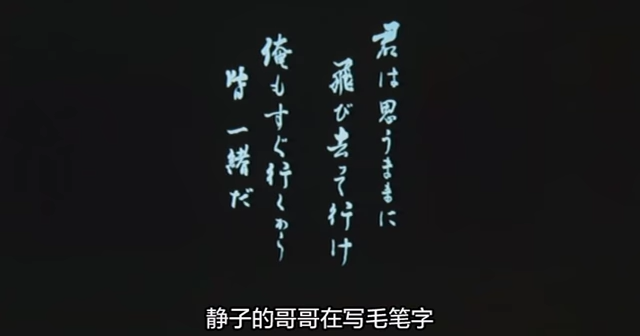 君は思うままに
飛び去って行け
俺もすぐ行くから
皆一緒だ
静子的哥哥在写毛笔字